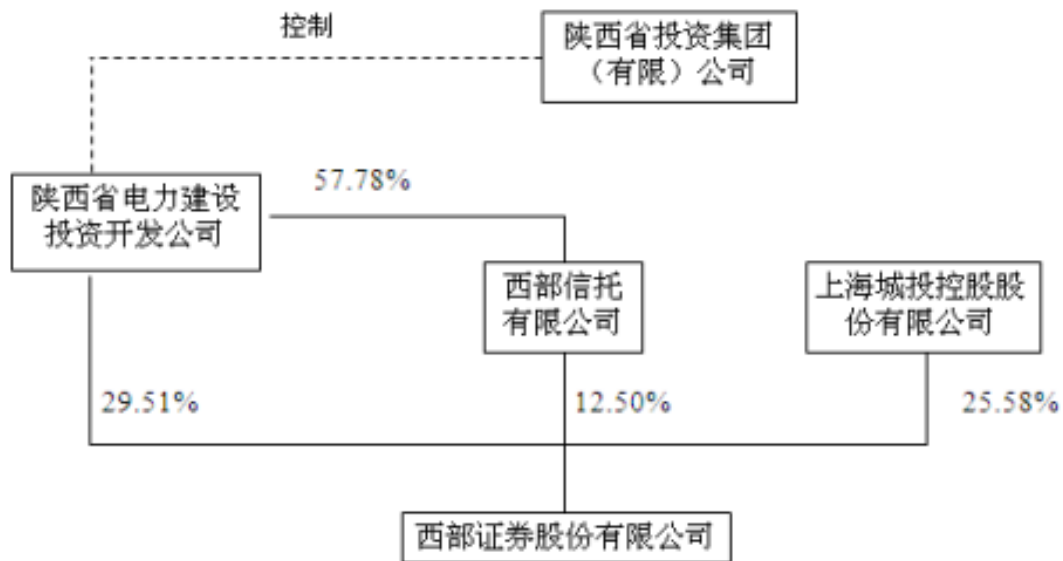 控制
陕西省投资集团
（有限）公司
57.78%
陕西省电力建设
投资开发公司
西部信托
有限公司
上海城投控股股
份有限公司
29.51%
12.50%
25.58%
西部证券股份有限公司